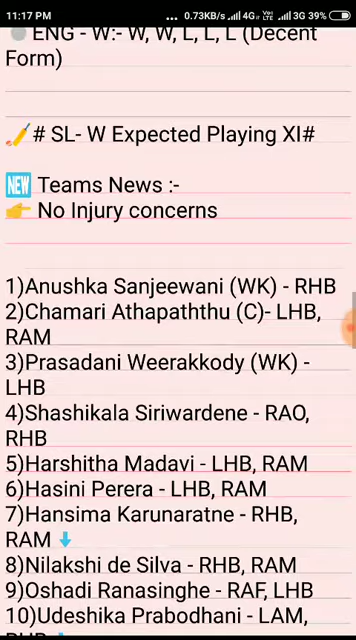 11:17 PM ... 0.73KB/s 4G VoLTE 3G 39%
ENG - W:- W, W, L, L, L (Decent
Form)
# SL- W Expected Playing XI#
NEW Teams News :-
No Injury concerns
1)Anushka Sanjeewani (WK) - RHB
2)Chamari Athapaththu (C)- LHB,
RAM
3)Prasadani Weerakkody (WK) -
LHB
4)Shashikala Siriwardene - RAO,
RHB
5)Harshitha Madavi - LHB, RAM
6)Hasini Perera - LHB, RAM
7)Hansima Karunaratne - RHB,
RAM
8)Nilakshi de Silva - RHB, RAM
9)Oshadi Ranasinghe - RAF, LHB
10)Udeshika Prabodhani - LAM,
RHB